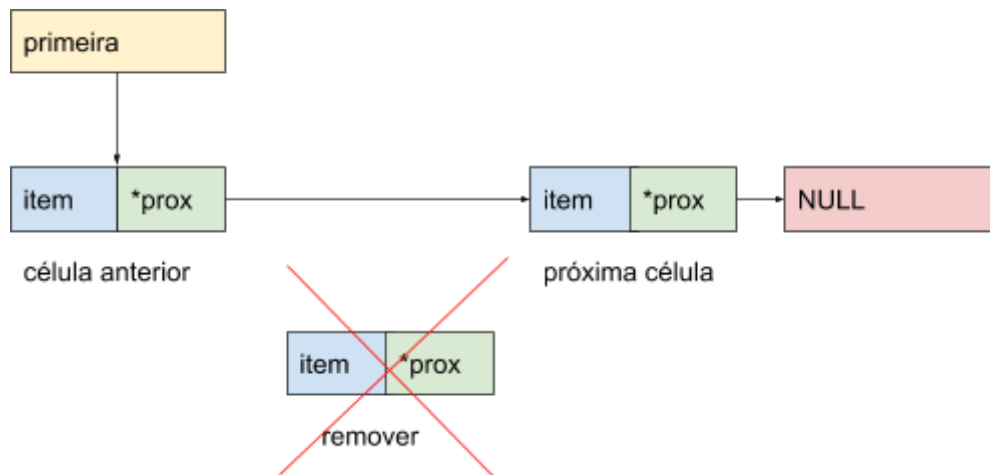 primeira
item *prox item *prox NULL
célula anterior próxima célula
item *prox
remover